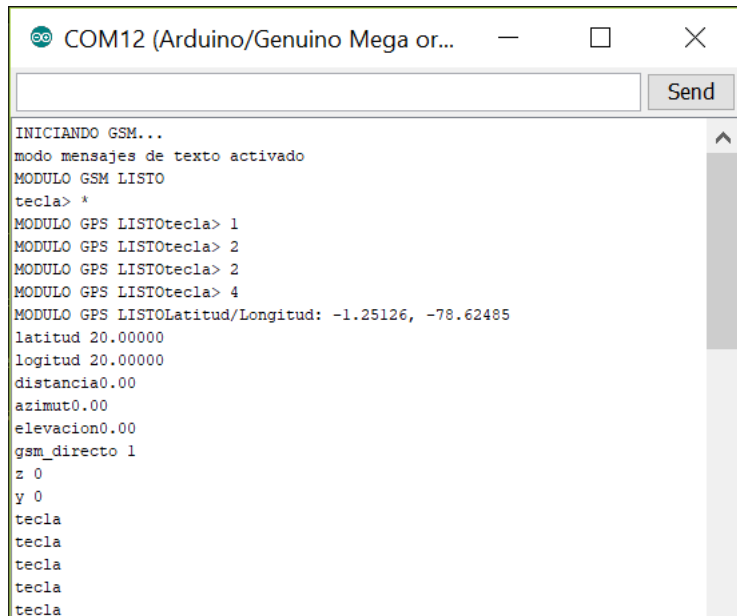 COM12 (Arduino/Genuino Mega or...
Send
INICIANDO GSM...
modo mensajes de texto activado
MODULO GSM LISTO
tecla> *
MODULO GPS LISTOtecla> 1
MODULO GPS LISTOtecla> 2
MODULO GPS LISTOtecla> 2
MODULO GPS LISTOtecla> 4
MODULO GPS LISTOLatitud/Longitud: -1.25126, -78.62485
latitud 20.00000
logitud 20.00000
distancia0.00
azimut0.00
elevacion0.00
gsm_directo 1
z 0
y 0
tecla
tecla
tecla
tecla
tecla